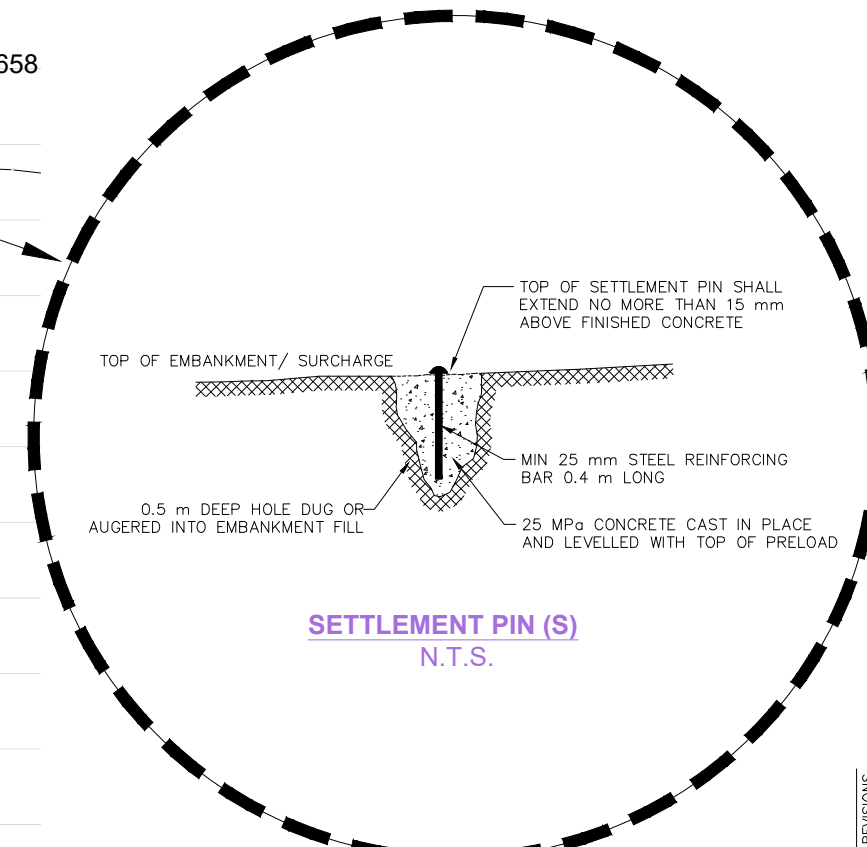 658
TOP OF SETTLEMENT PIN SHALL
EXTEND NO MORE THAN 15 mm
ABOVE FINISHED CONCRETE
TOP OF EMBANKMENT/ SURCHARGE
MIN 25 mm STEEL REINFORCING
BAR 0.4 m LONG
0.5 m DEEP HOLE DUG OR
AUGERED INTO EMBANKMENT FILL
25 MPa CONCRETE CAST IN PLACE
AND LEVELLED WITH TOP OF PRELOAD
SETTLEMENT PIN (S)
N.T.S.
REVISIONS